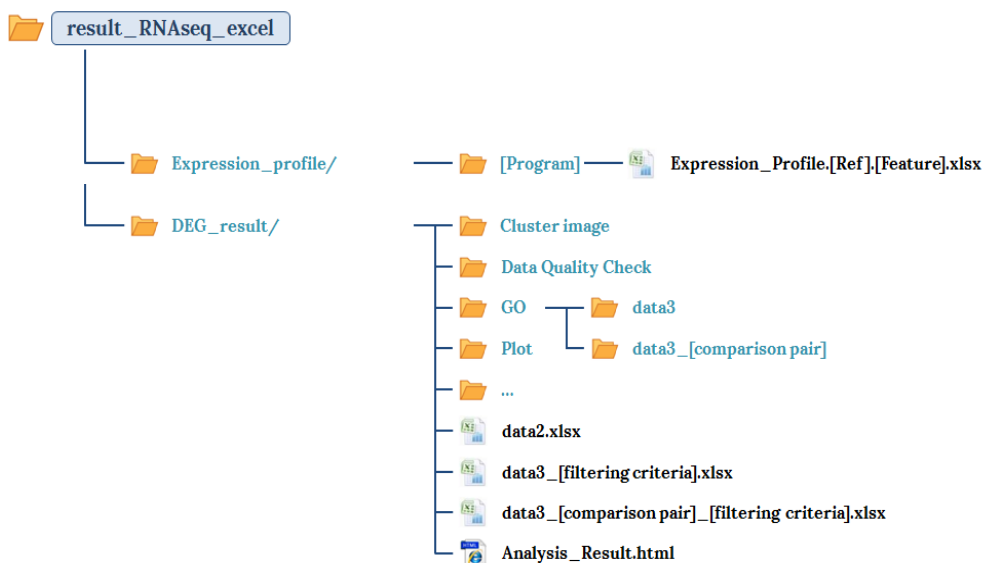 result_RNAseq_excel
Expression_profile/ [Program] Expression_Profile.[Ref].[Feature].xlsx
DEG_result/ Cluster image
Data Quality Check
GO data3
Plot data3_[comparison pair]
...
data2.xlsx
data3_[filtering criteria].xlsx
data3_[comparison pair]_[filtering criteria].xlsx
HTML Analysis_Result.html